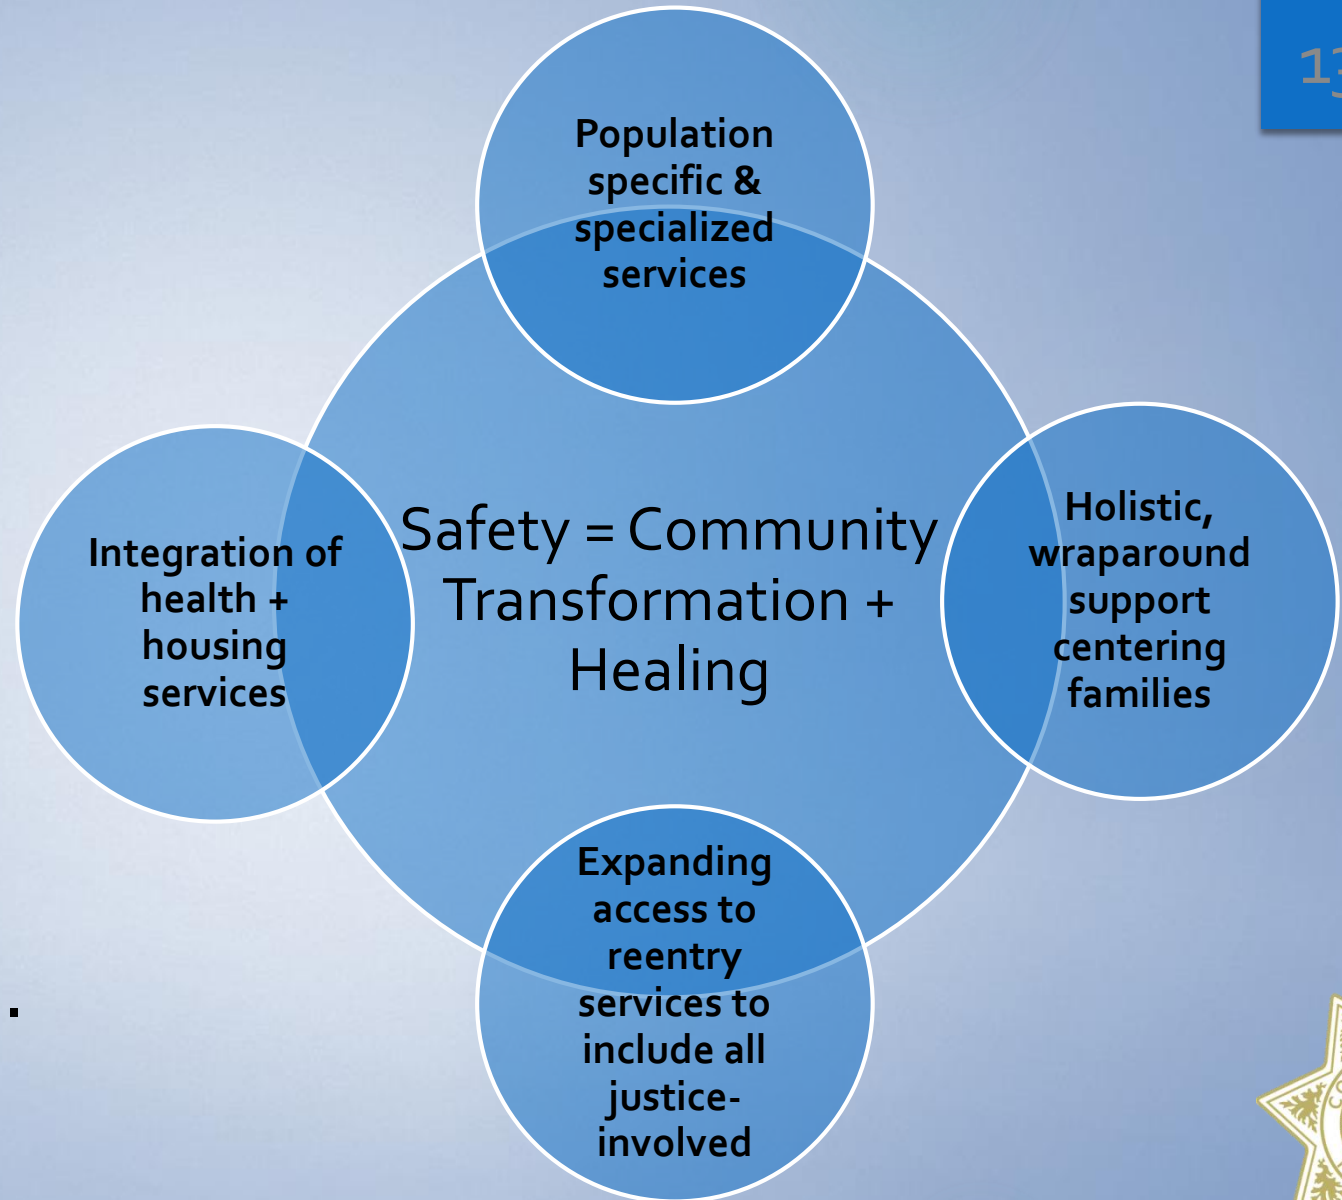 13
Population
specific &
specialized
services
Safety = Community
Transformation +
Healing
Integration of
health +
housing
services
Holistic,
wraparound
support
centering
families
Expanding
access to
reentry
services to
include all
justice-
involved
.